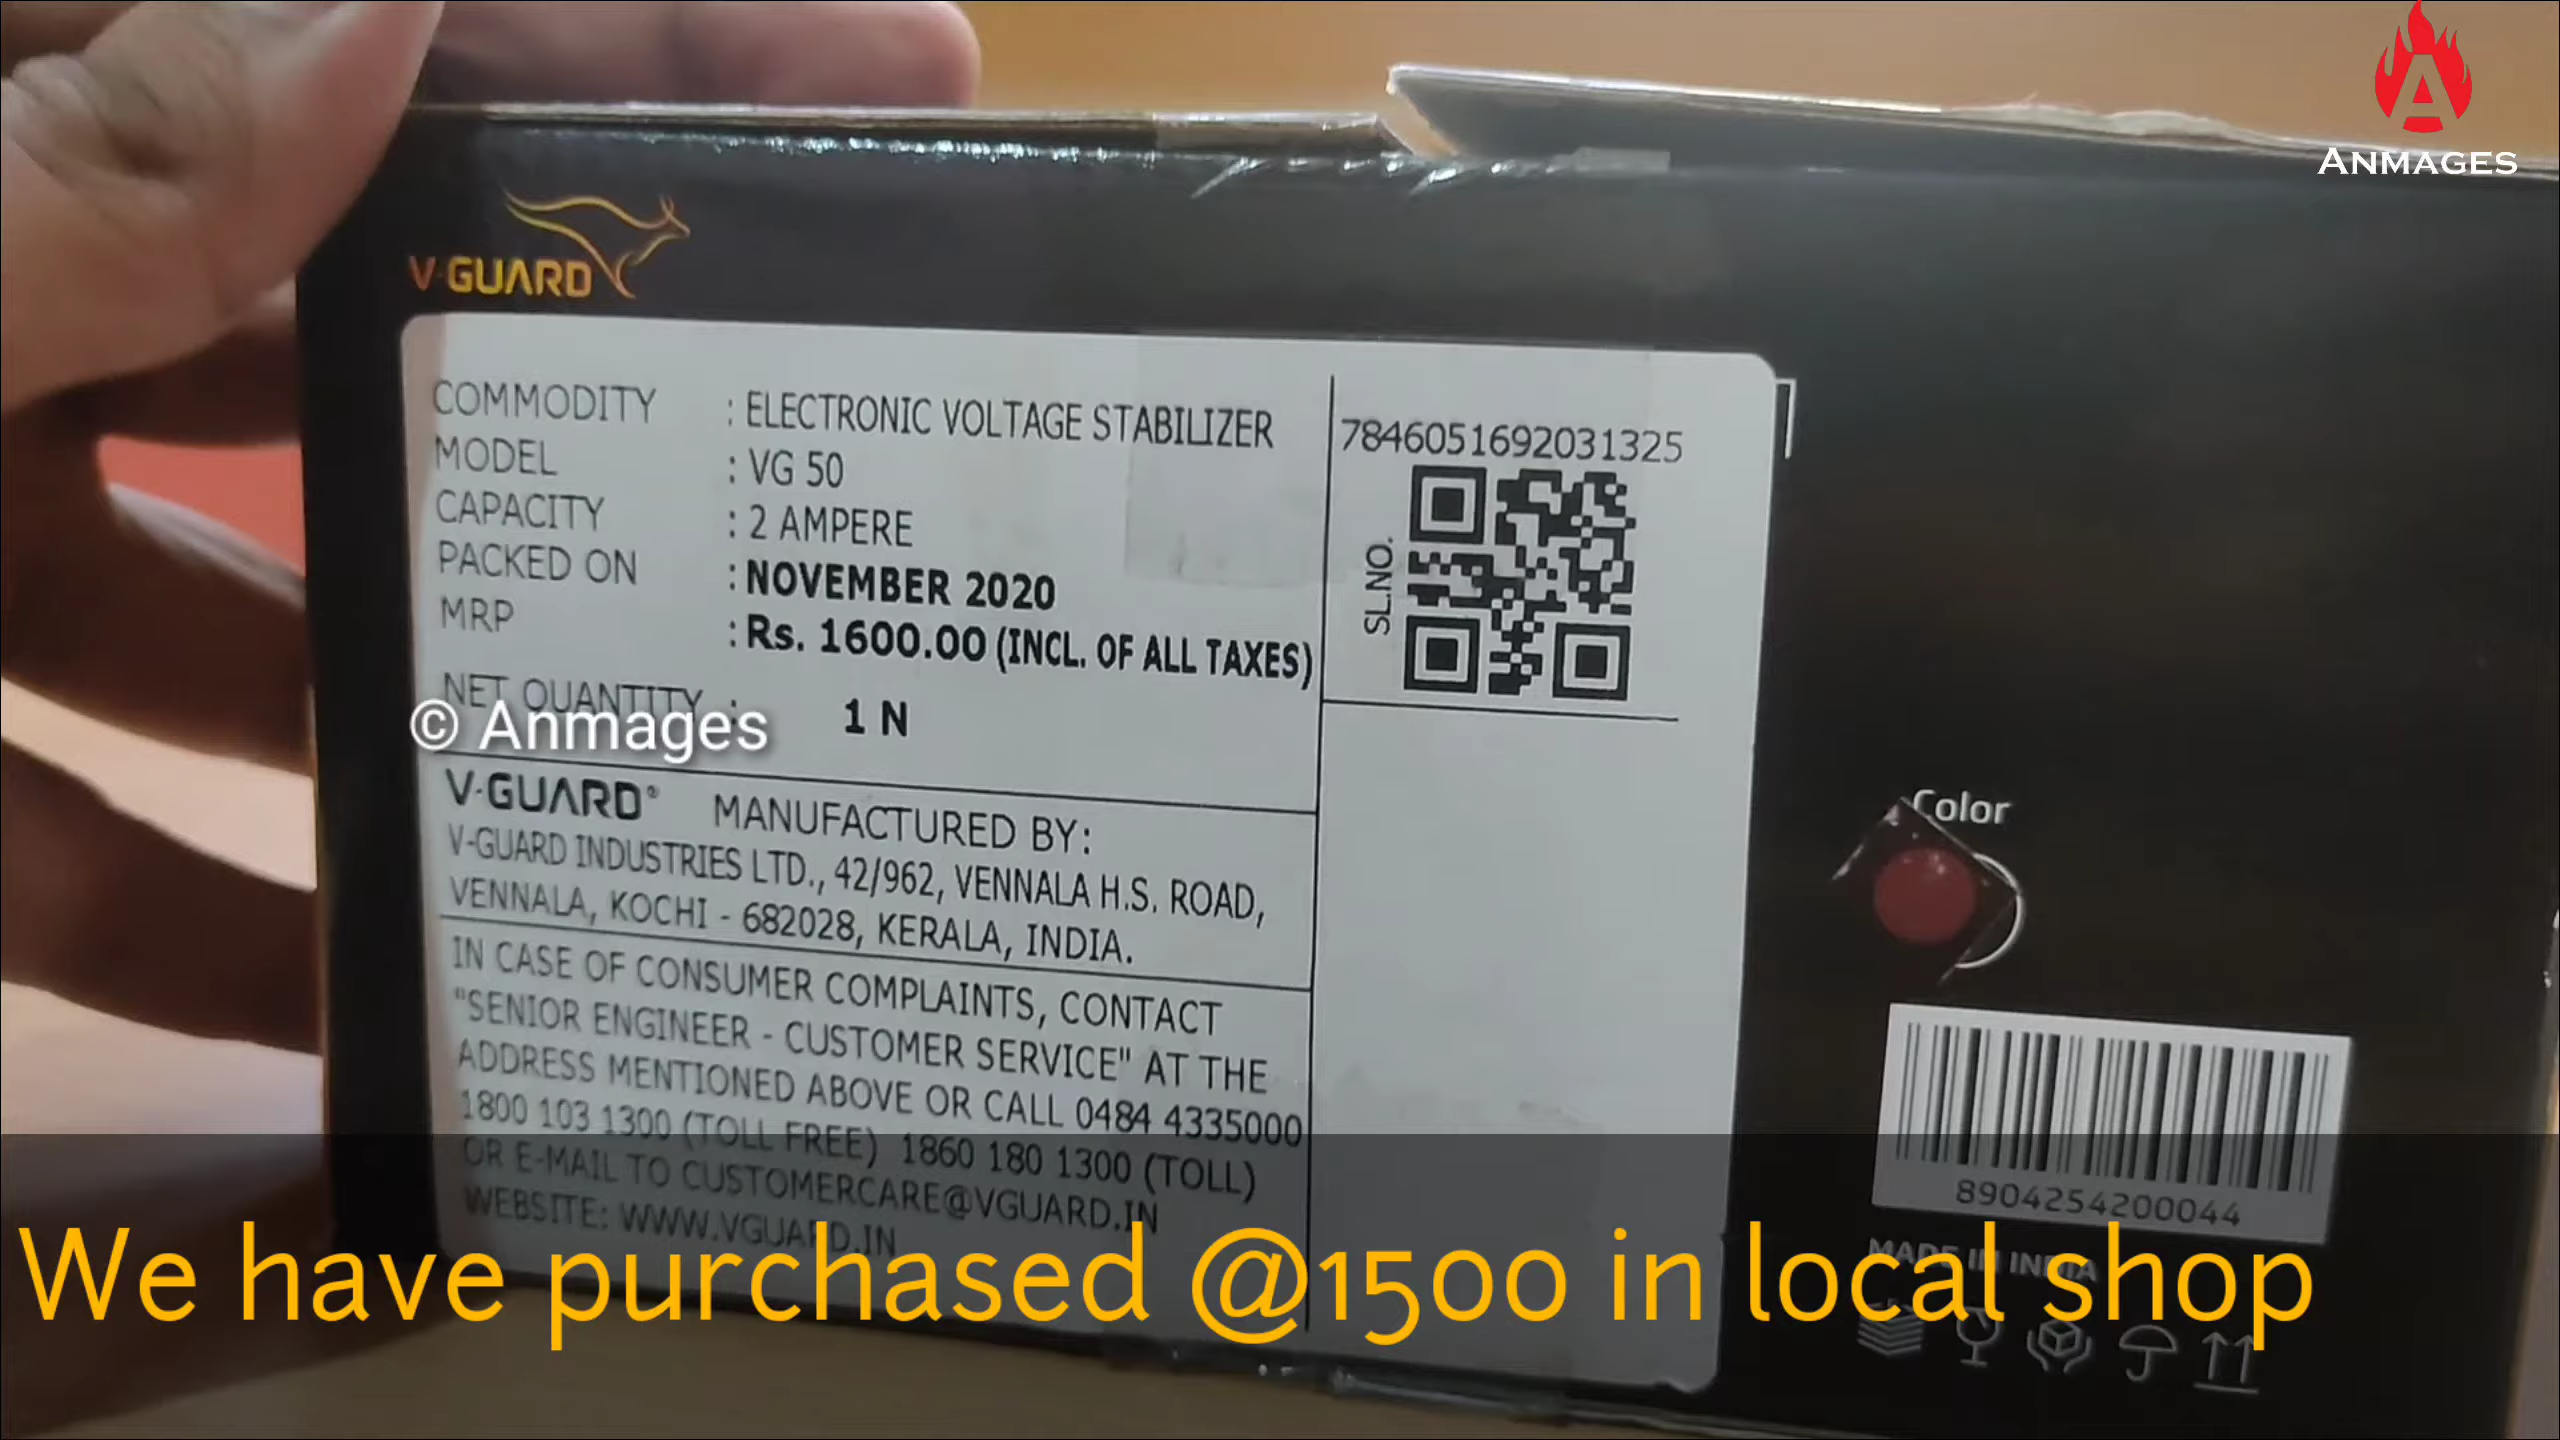 ANMAGES
V-GUARD
COMMODITY : ELECTRONIC VOLTAGE STABILIZER
MODEL : VG 50
CAPACITY : 2 AMPERE
PACKED ON : NOVEMBER 2020
MRP : Rs. 1600.00 (INCL. OF ALL TAXES)
NET QUANTITY : 1 N
© Anmages
7846051692031325
SL.NO.
V-GUARD® MANUFACTURED BY:
V-GUARD INDUSTRIES LTD., 42/962, VENNALA H.S. ROAD,
VENNALA, KOCHI - 682028, KERALA, INDIA.
IN CASE OF CONSUMER COMPLAINTS, CONTACT
"SENIOR ENGINEER - CUSTOMER SERVICE" AT THE
ADDRESS MENTIONED ABOVE OR CALL 0484 4335000
1800 103 1300 (TOLL FREE) 1860 180 1300 (TOLL)
OR E-MAIL TO CUSTOMERCARE@VGUARD.IN
WEBSITE: WWW.VGUARD.IN
Color
8904254200044
MADE IN INDIA
We have purchased @1500 in local shop